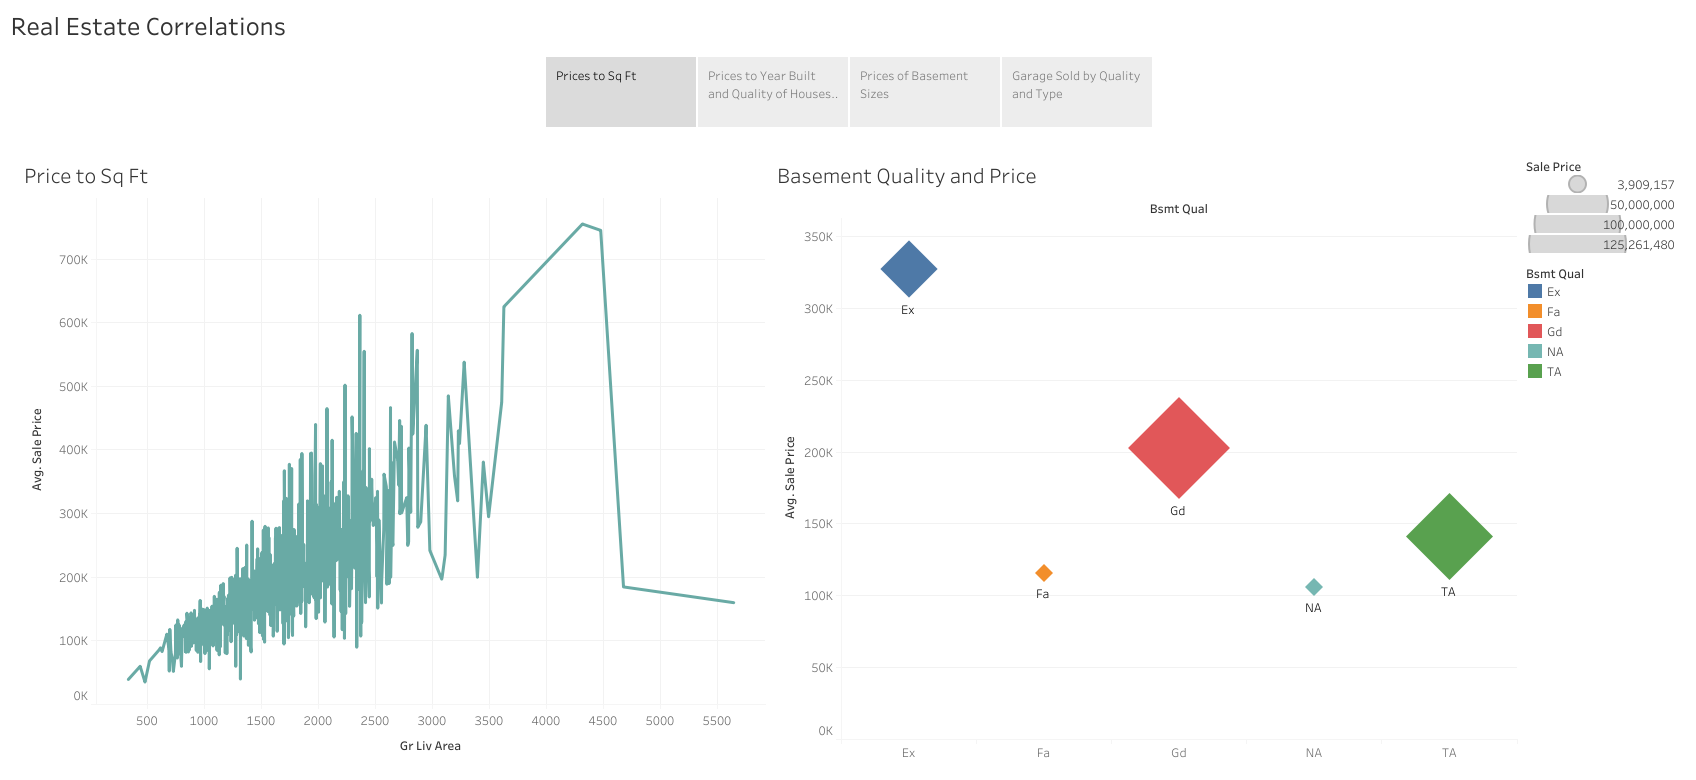 Real Estate Correlations
Prices to Sq Ft
Prices to Year Built
and Quality of Houses..
Prices of Basement
Sizes
Garage Sold by Quality
and Type
Price to Sq Ft
Avg. Sale Price
700K
600K
500K
400K
300K
200K
100K
0K
500 1000 1500 2000 2500 3000 3500 4000 4500 5000 5500
Gr Liv Area
Basement Quality and Price
Bsmt Qual
Avg. Sale Price
350K
300K
250K
200K
150K
100K
50K
0K
Ex
Fa
Gd
NA
TA
Ex Fa Gd NA TA
Sale Price
3,909,157
50,000,000
100,000,000
125,261,480
Bsmt Qual
Ex
Fa
Gd
NA
TA